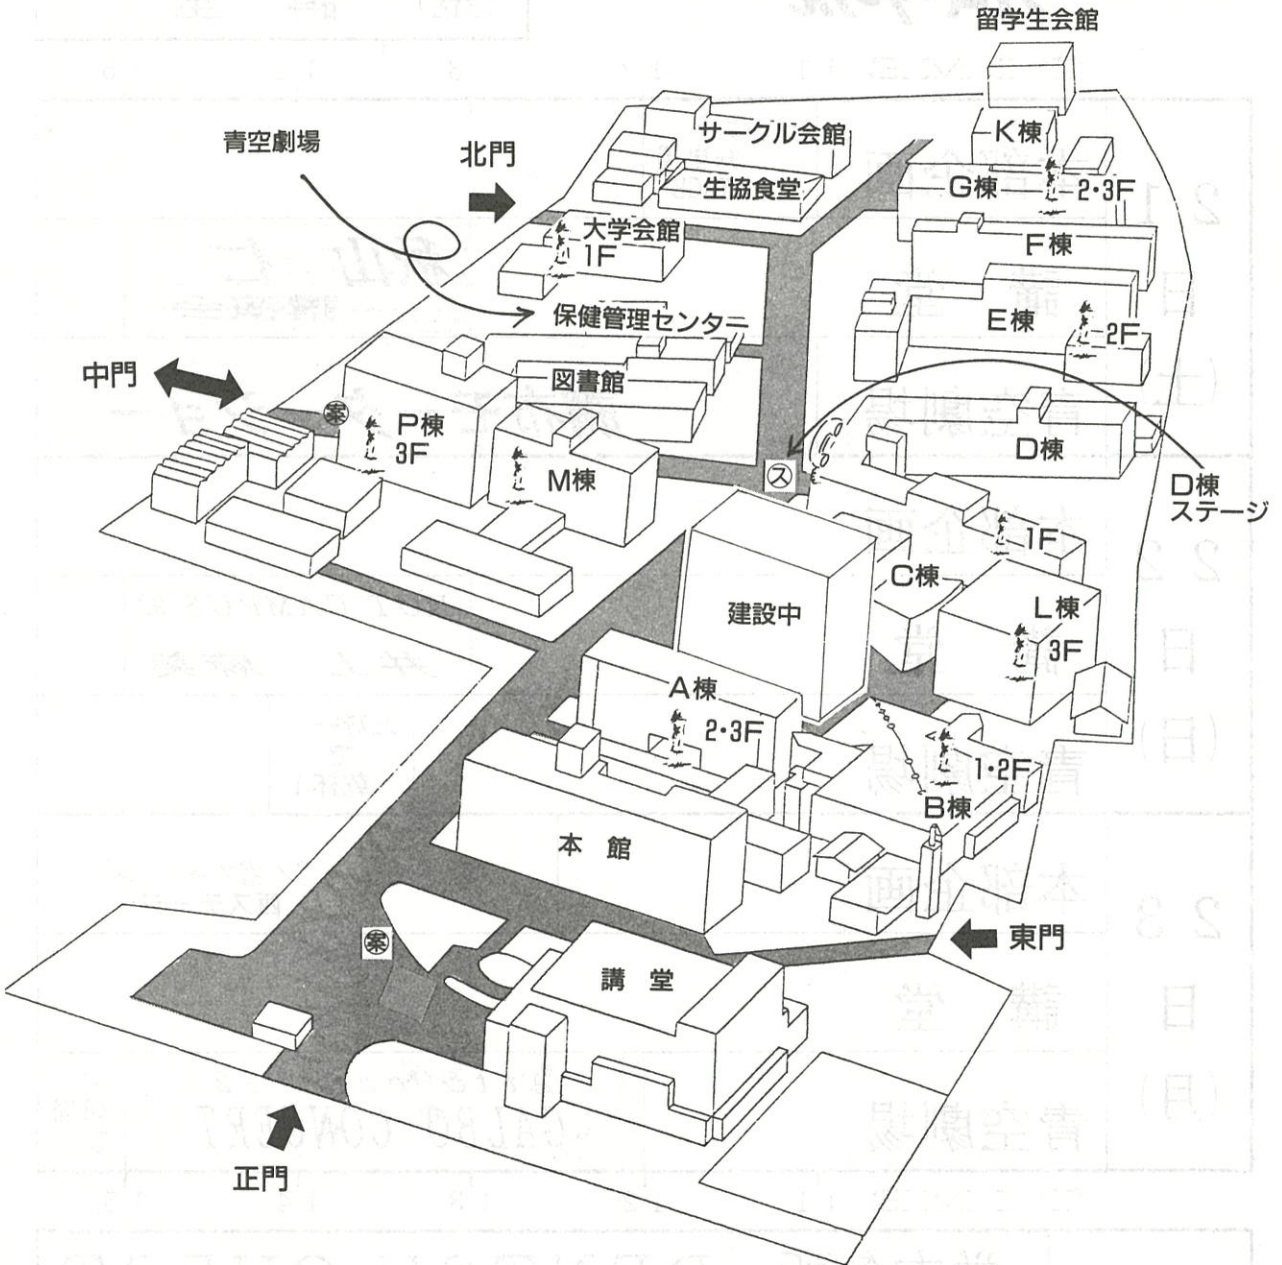 留学生会館
サークル会館
K棟
青空劇場
北門
生協食堂
G棟
2・3F
大学会館
1F
F棟
保健管理センター
E棟
2F
中門
図書館
案
P棟
3F
M棟
D棟
ス
D棟
ステージ
1F
C棟
建設中
L棟
3F
A棟
2・3F
1・2F
B棟
本館
東門
案
講堂
正門